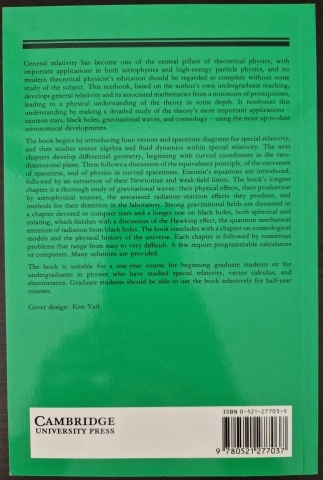 General relativity has become one of the central pillars of theoretical physics, with
important applications in both astrophysics and high-energy particle physics, and no
modern theoretical physicist's education should be regarded as complete without some
study of the subject. This textbook, based on the author's own undergraduate teaching,
develops general relativity and its associated mathematics from a minimum of prerequisites,
leading to a physical understanding of the theory in some depth. It reinforces this
understanding by making a detailed study of the theory's most important applications –
neutron stars, black holes, gravitational waves, and cosmology – using the most up-to-date
astronomical developments.
The book begins by introducing four-vectors and spacetime diagrams for special relativity,
and then studies tensor algebra and fluid dynamics within special relativity. The next
chapters develop differential geometry, beginning with curved coordinates in the two-
dimensional plane. There follows a discussion of the equivalence principle, of the curvature
of spacetime, and of physics in curved spacetimes. Einstein's equations are introduced,
followed by an extraction of their Newtonian and weak-field limits. The book's longest
chapter is a thorough study of gravitational waves: their physical effects, their production
by astrophysical sources, the associated radiation-reaction effects they produce, and
methods for their detection in the laboratory. Strong gravitational fields are discussed in
a chapter devoted to compact stars and a longer one on black holes, both spherical and
rotating, which finishes with a discussion of the Hawking effect, the quantum mechanical
emission of radiation from black holes. The book concludes with a chapter on cosmological
models and the physical history of the universe. Each chapter is followed by numerous
problems that range from easy to very difficult. A few require programmable calculators
or computers. Many solutions are provided.
The book is suitable for a one-year course for beginning graduate students or for
undergraduates in physics who have studied special relativity, vector calculus, and
electrostatics. Graduate students should be able to use the book selectively for half-year
courses.
Cover design: Ken Vail
CAMBRIDGE
UNIVERSITY PRESS
ISBN 0-521-27703-5
9 780521 277037